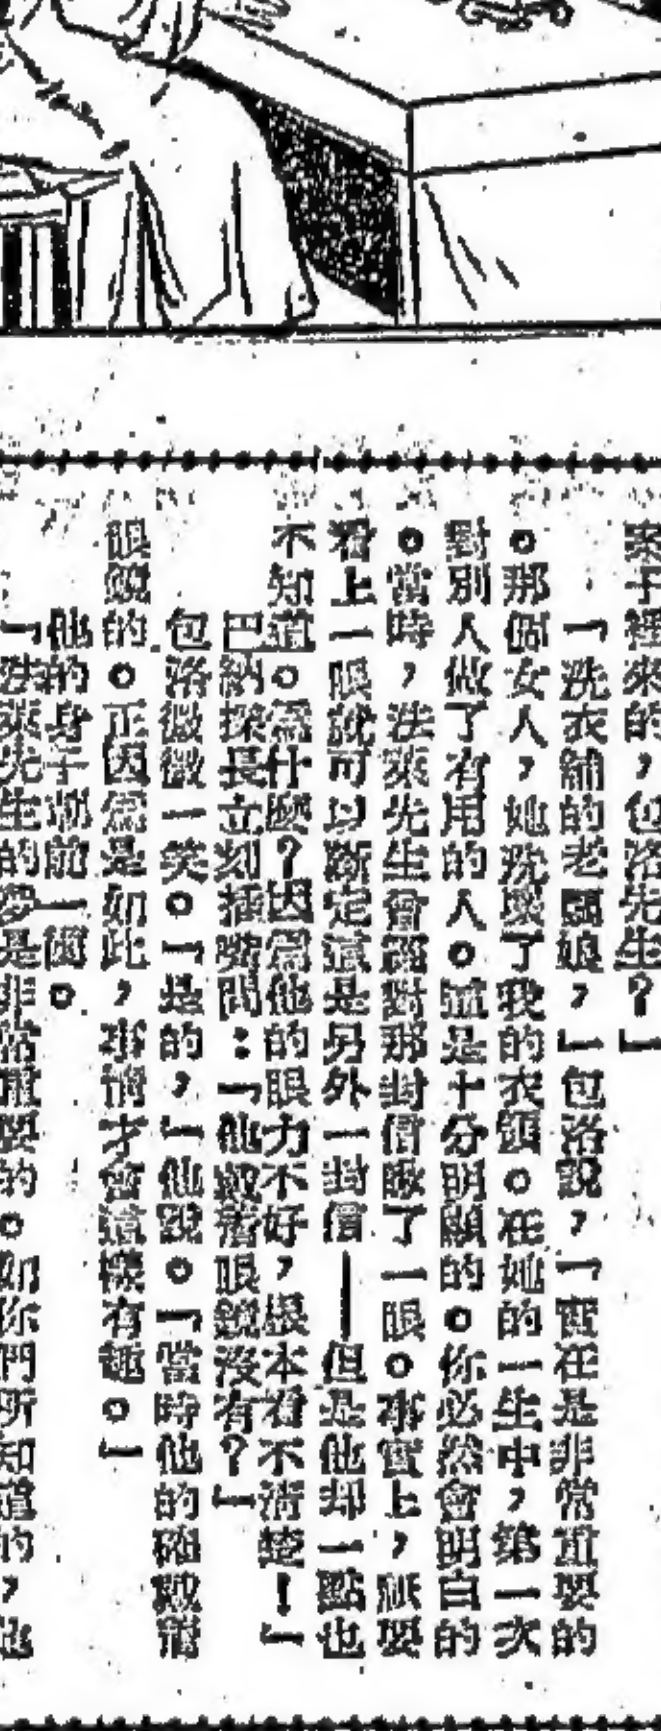 案子裡來的，包洛先生？」
「洗衣舖的老闆娘，」包洛說，「實在是非常重要的
。那個女人，她洗壞了我的衣領。在她的一生中，第一次
對別人做了有用的人。這是十分明顯的。你必然會明白的
。當時，法萊先生曾面對那封信瞅了一眼。事實上，祇要
看上一眼就可以斷定這是另外一封信——但是他却一點也
不知道。為什麼？因為他的眼力不好，根本看不清楚！」
巴納探長立刻插嘴問：「他戴著眼鏡沒有？」
包洛微微一笑。「是的，」他說。「當時他的確戴著
眼鏡的。正因為是如此，事情才會這樣有趣。」
他的身子潮前一傾。
「法萊先生的夢是非常重要的。如你們所知道的，他